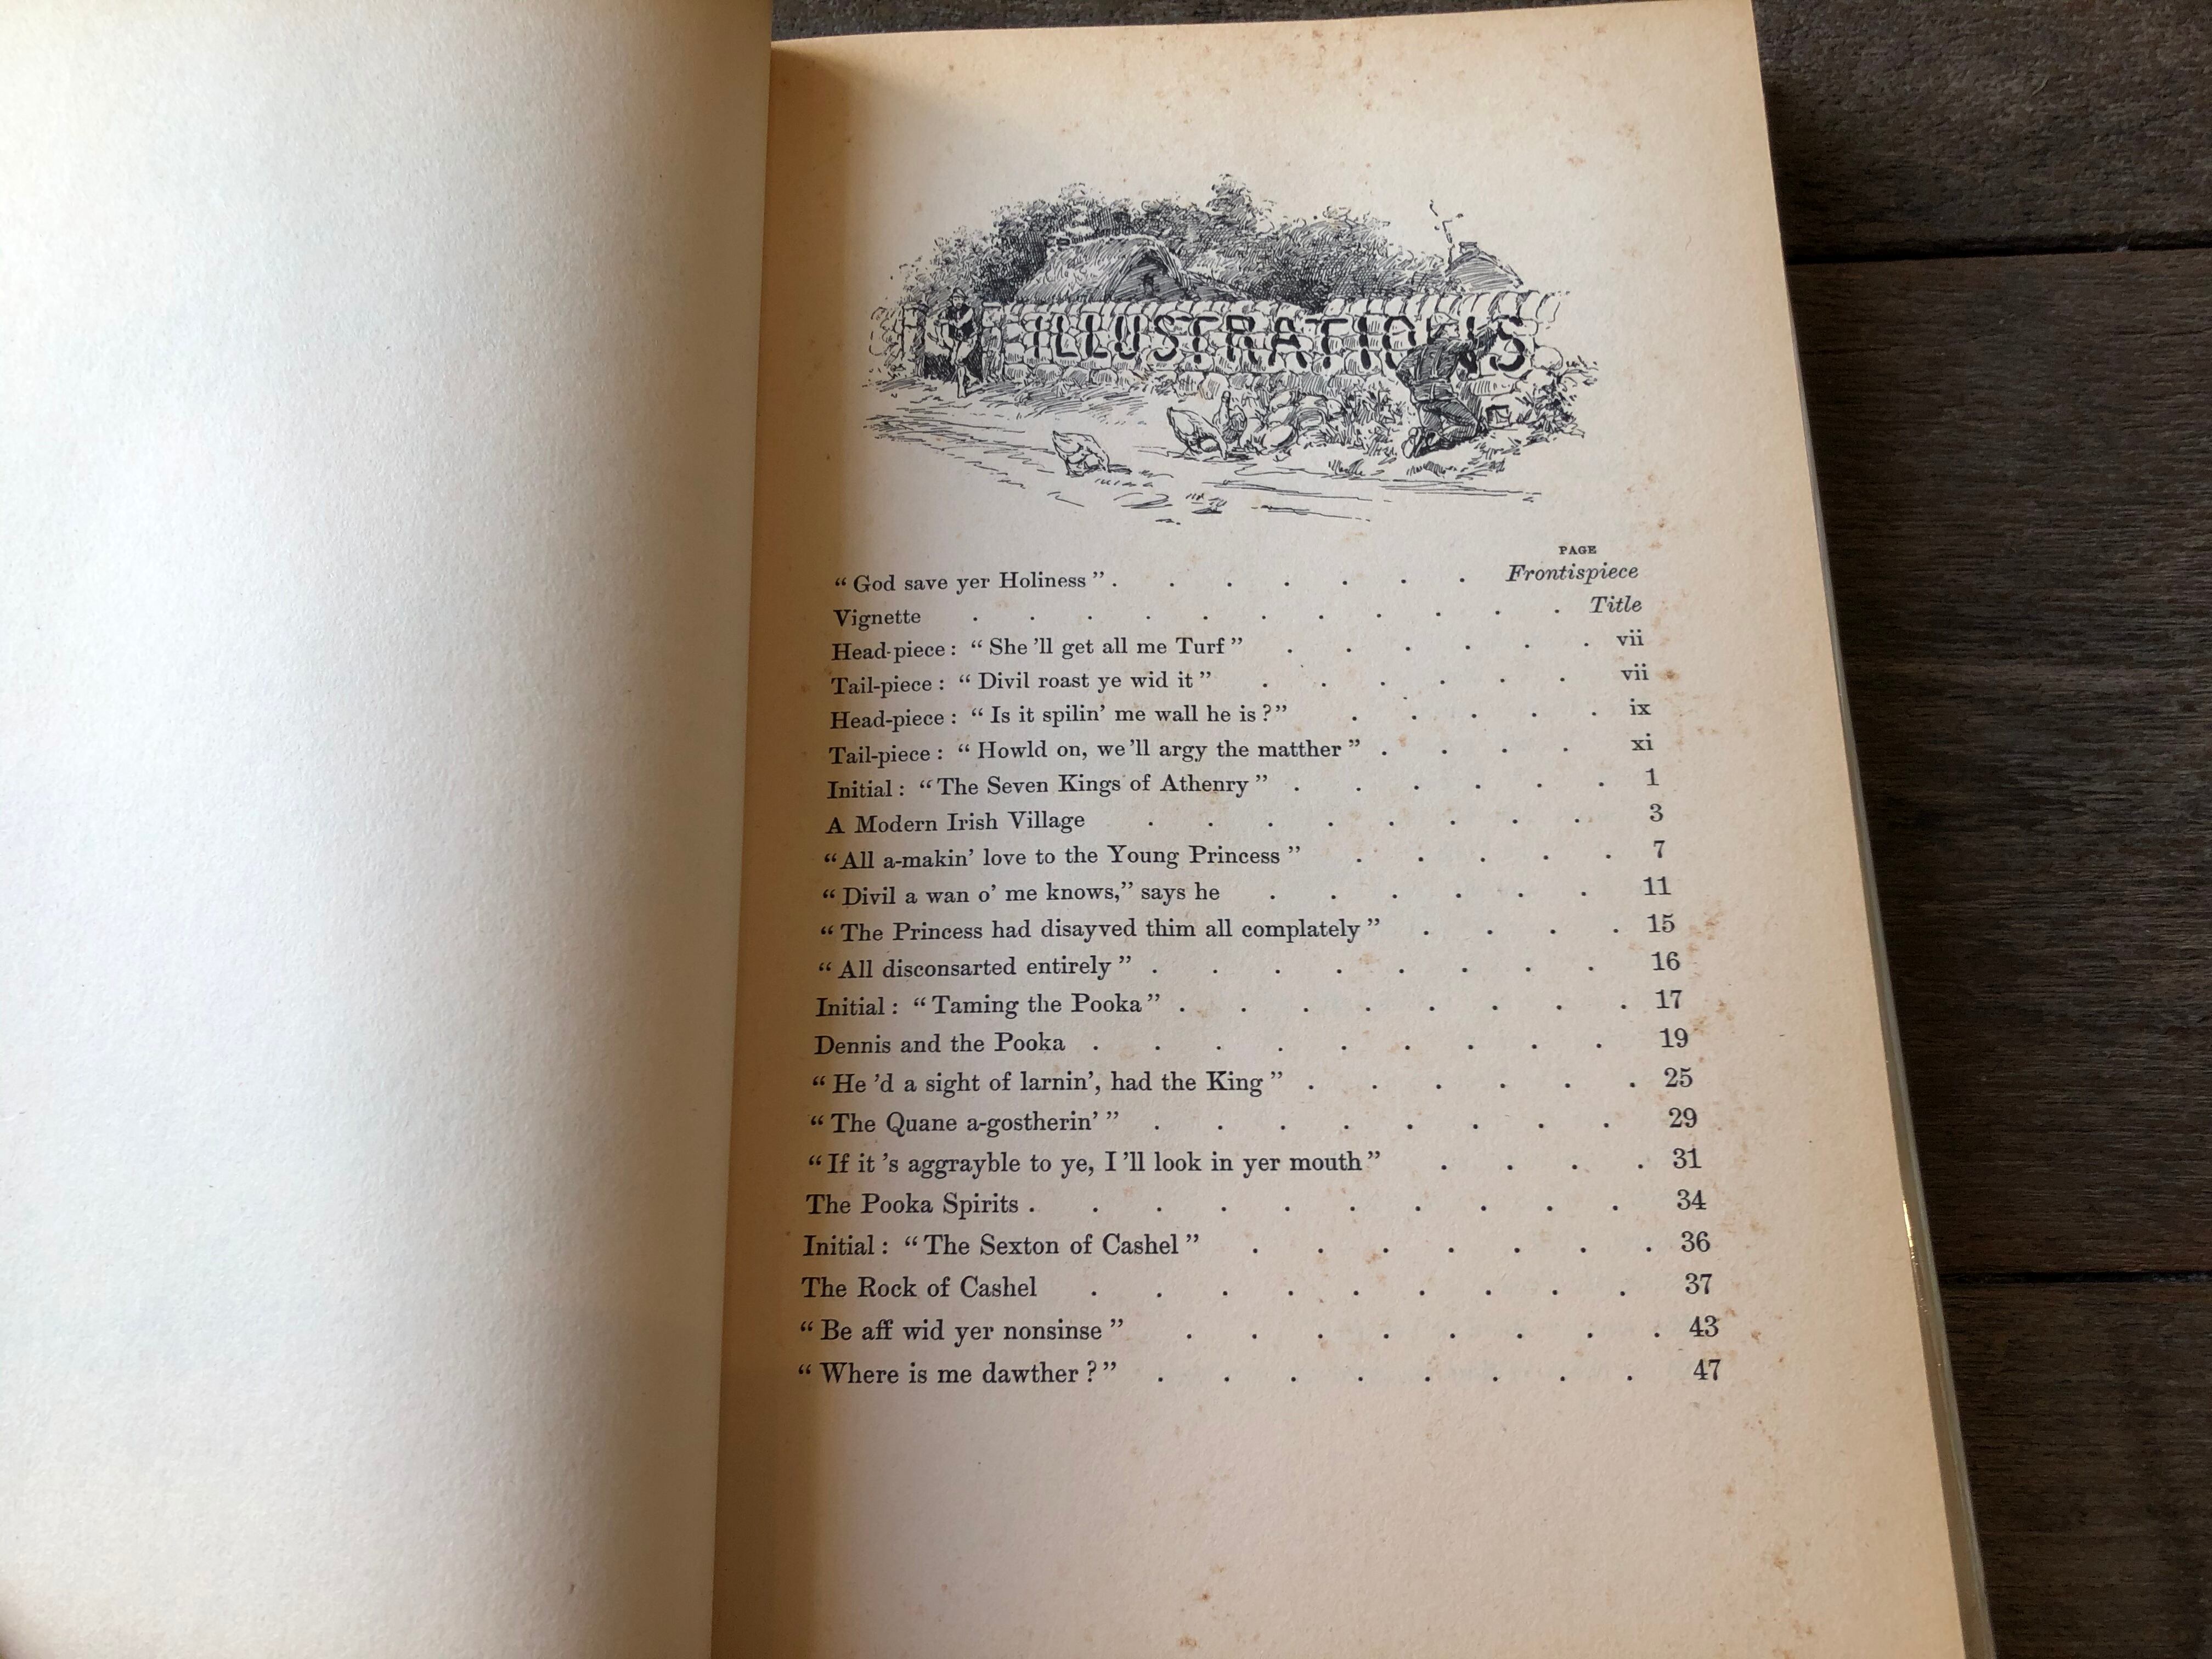 ILLUSTRATIONS
PAGE
“God save yer Holiness” . . . . . . . Frontispiece
Vignette . . . . . . . . . . . Title
Head-piece: “She’ll get all me Turf” . . . . . . vii
Tail-piece: “Divil roast ye wid it” . . . . . . vii
Head-piece: “Is it spilin’ me wall he is?” . . . . . ix
Tail-piece: “Howld on, we’ll argy the matther” . . . . xi
Initial: “The Seven Kings of Athenry” . . . . . . 1
A Modern Irish Village . . . . . . . . 3
“All a-makin’ love to the Young Princess” . . . . . 7
“Divil a wan o’ me knows,” says he . . . . . . 11
“The Princess had disayved thim all complately” . . . . 15
“All disconsarted entirely” . . . . . . . . 16
Initial: “Taming the Pooka” . . . . . . . . 17
Dennis and the Pooka . . . . . . . . . 19
“He’d a sight of larnin’, had the King” . . . . . . 25
“The Quane a-gostherin’” . . . . . . . . 29
“If it’s aggrayble to ye, I’ll look in yer mouth” . . . . 31
The Pooka Spirits . . . . . . . . . . 34
Initial: “The Sexton of Cashel” . . . . . . . 36
The Rock of Cashel . . . . . . . . . 37
“Be aff wid yer nonsinse” . . . . . . . . 43
“Where is me dawther?” . . . . . . . . 47